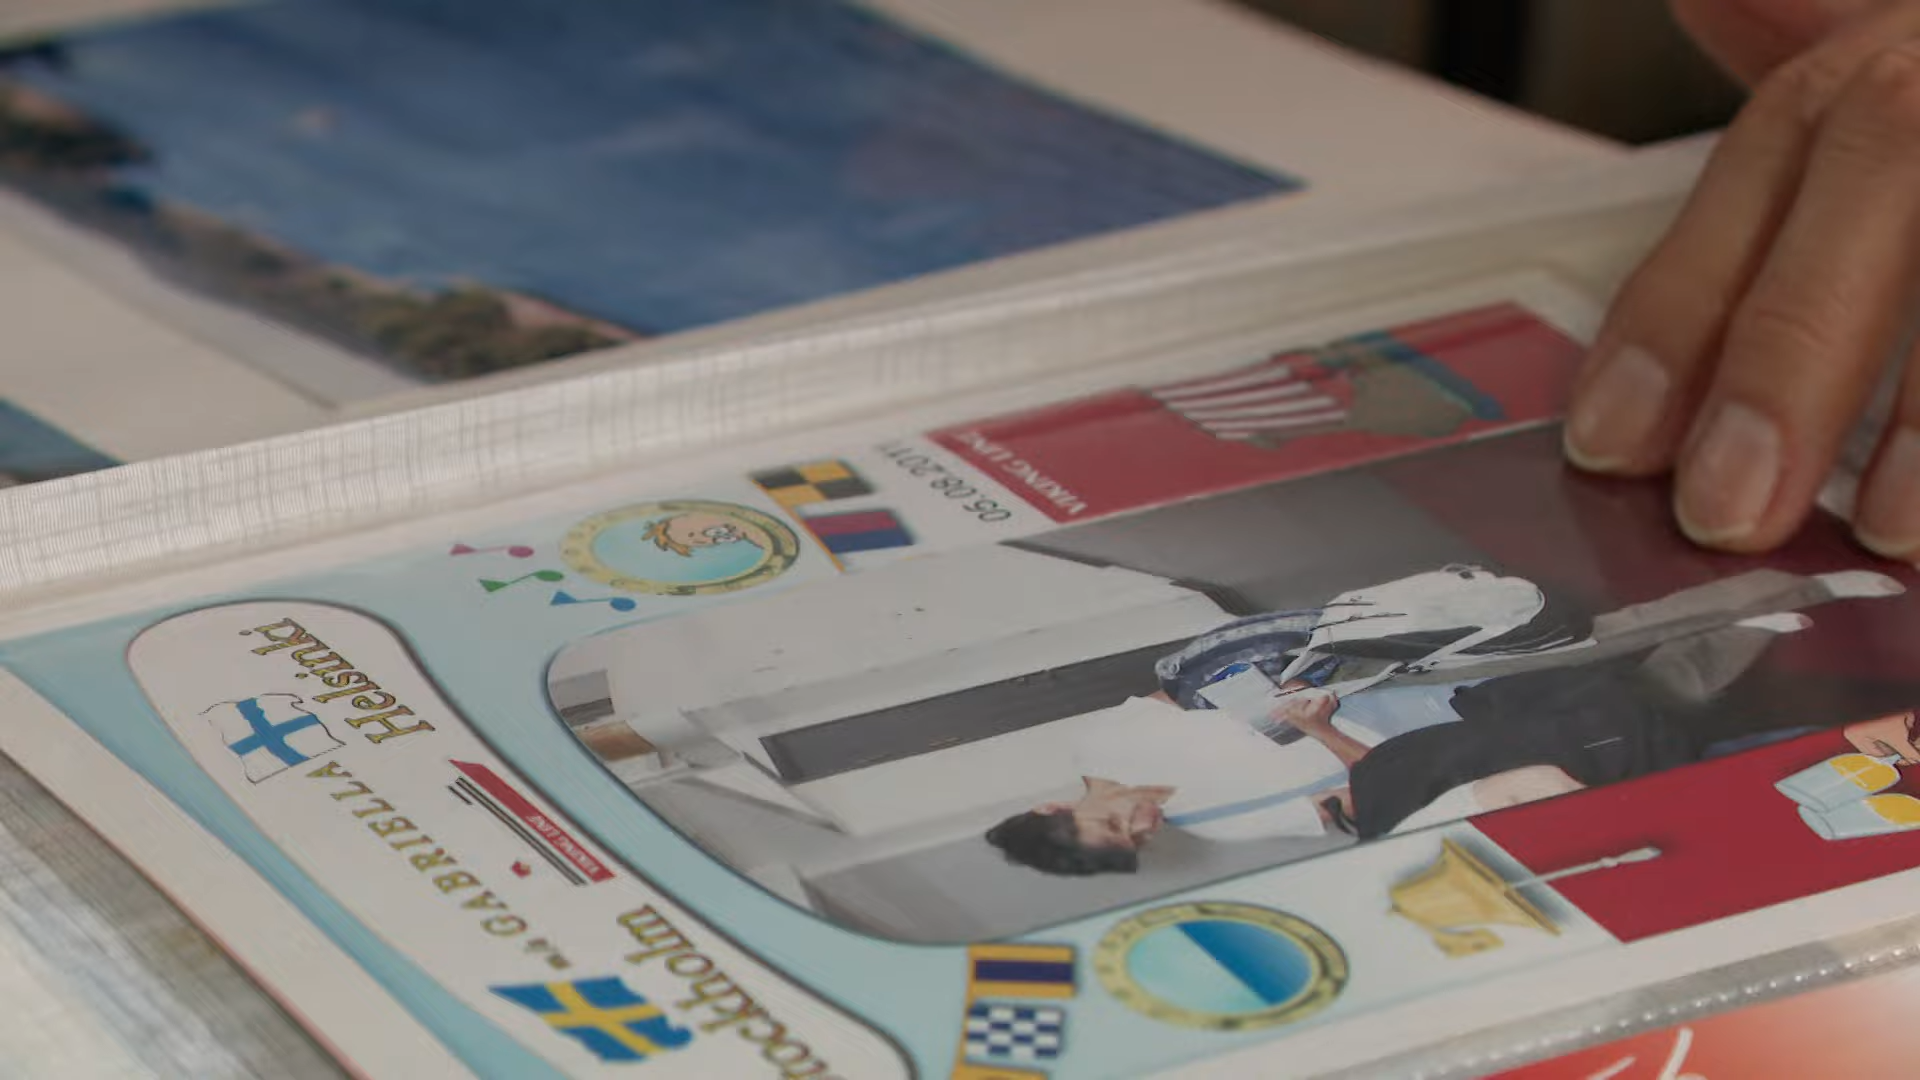 Helsinki
m/s GABRIELLA
Stockholm
VIKING LINE
05.08.2011
VIKING LINE